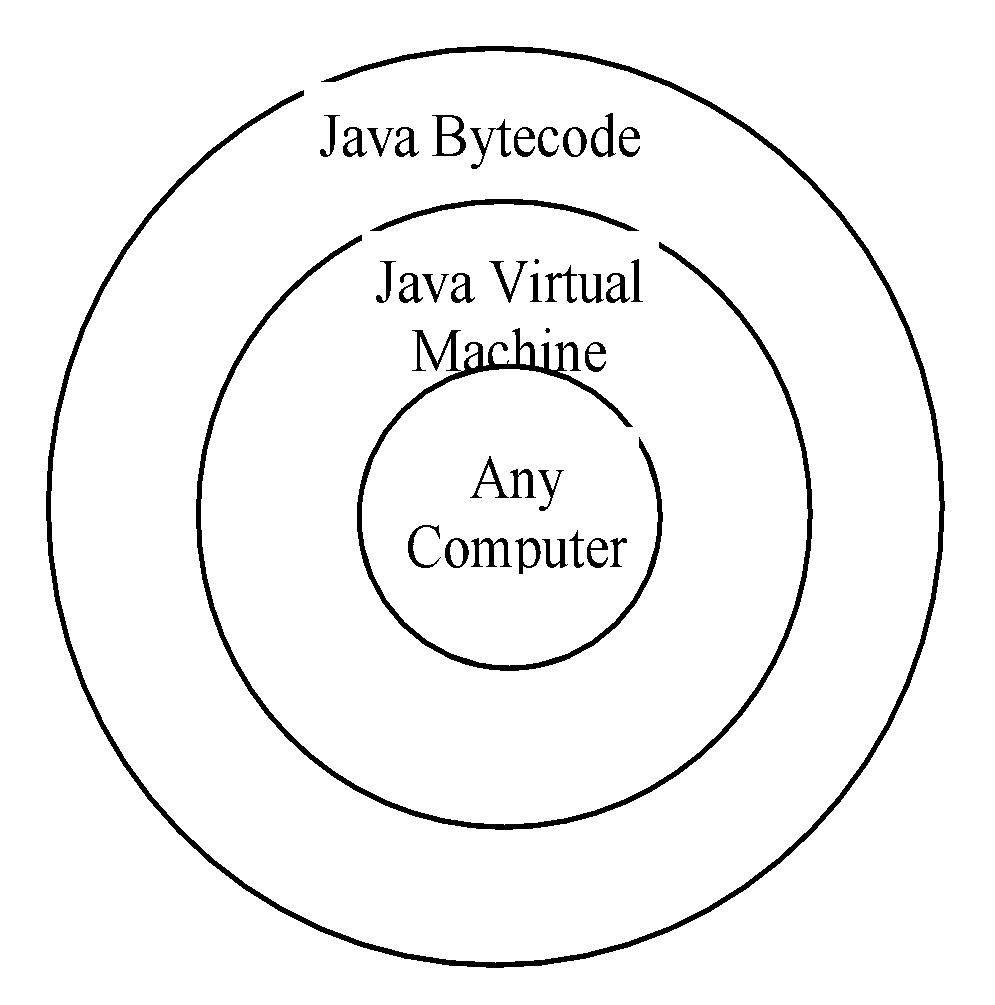 Java Bytecode
Java Virtual
Machine
Any
Computer